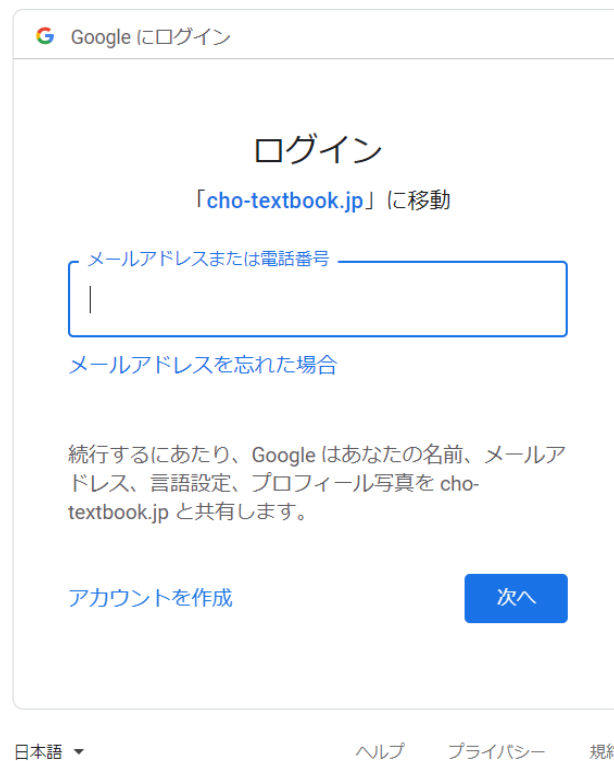 Google にログイン
ログイン
「cho-textbook.jp」に移動
メールアドレスまたは電話番号
メールアドレスを忘れた場合
続行するにあたり、Google はあなたの名前、メールア
ドレス、言語設定、プロフィール写真を cho-
textbook.jp と共有します。
アカウントを作成
次へ
日本語
ヘルプ
プライバシー